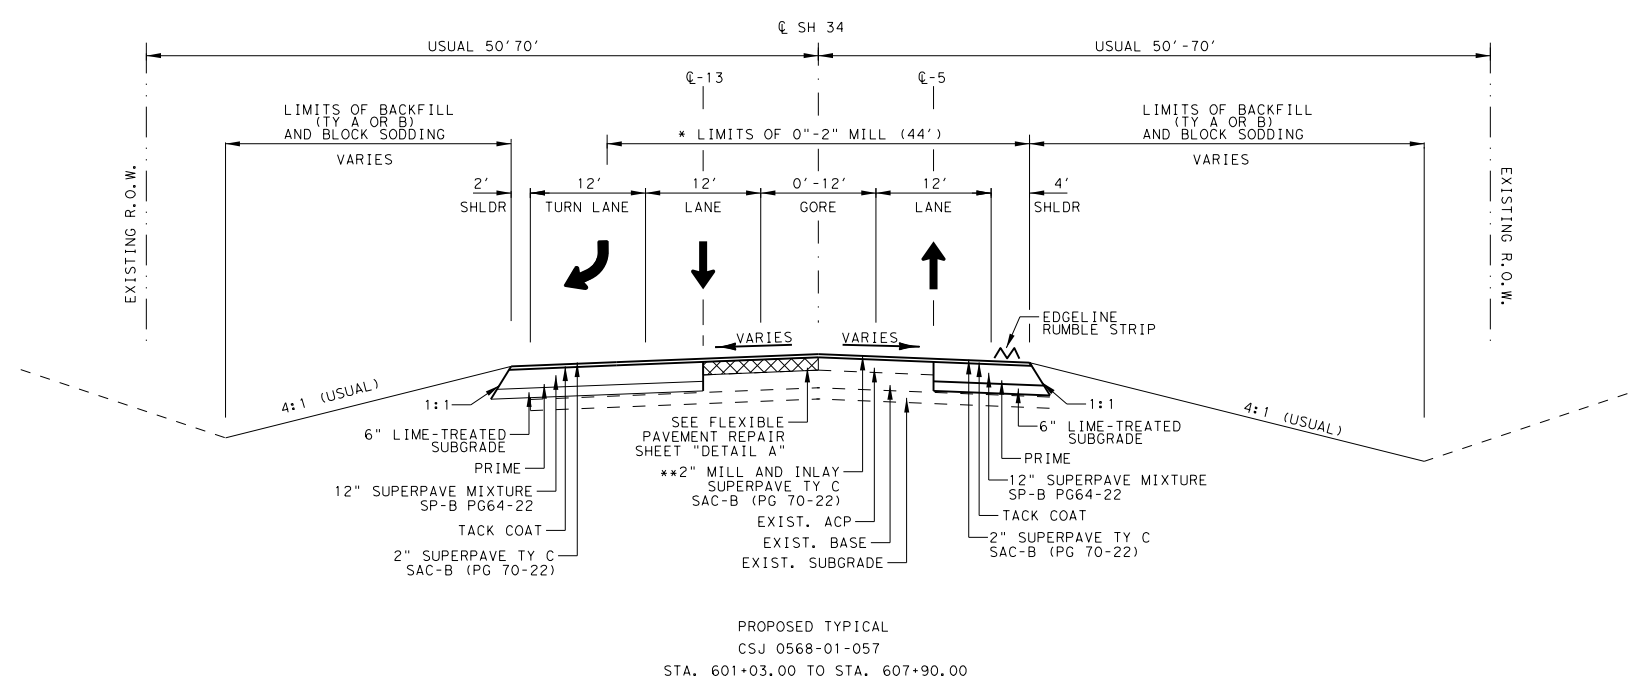 ℄ SH 34
USUAL 50'70'
USUAL 50'-70'
℄-13
℄-5
LIMITS OF BACKFILL
(TY A OR B)
AND BLOCK SODDING
VARIES
* LIMITS OF 0"-2" MILL (44')
LIMITS OF BACKFILL
(TY A OR B)
AND BLOCK SODDING
VARIES
EXISTING R.O.W.
EXISTING R.O.W.
2'
SHLDR
12'
TURN LANE
12'
LANE
0'-12'
GORE
12'
LANE
4'
SHLDR
EDGELINE
RUMBLE STRIP
VARIES
VARIES
4:1 (USUAL)
1:1
1:1
4:1 (USUAL)
6" LIME-TREATED
SUBGRADE
PRIME
12" SUPERPAVE MIXTURE
SP-B PG64-22
TACK COAT
2" SUPERPAVE TY C
SAC-B (PG 70-22)
SEE FLEXIBLE
PAVEMENT REPAIR
SHEET "DETAIL A"
**2" MILL AND INLAY
SUPERPAVE TY C
SAC-B (PG 70-22)
EXIST. ACP
EXIST. BASE
EXIST. SUBGRADE
6" LIME-TREATED
SUBGRADE
PRIME
12" SUPERPAVE MIXTURE
SP-B PG64-22
TACK COAT
2" SUPERPAVE TY C
SAC-B (PG 70-22)
PROPOSED TYPICAL
CSJ 0568-01-057
STA. 601+03.00 TO STA. 607+90.00